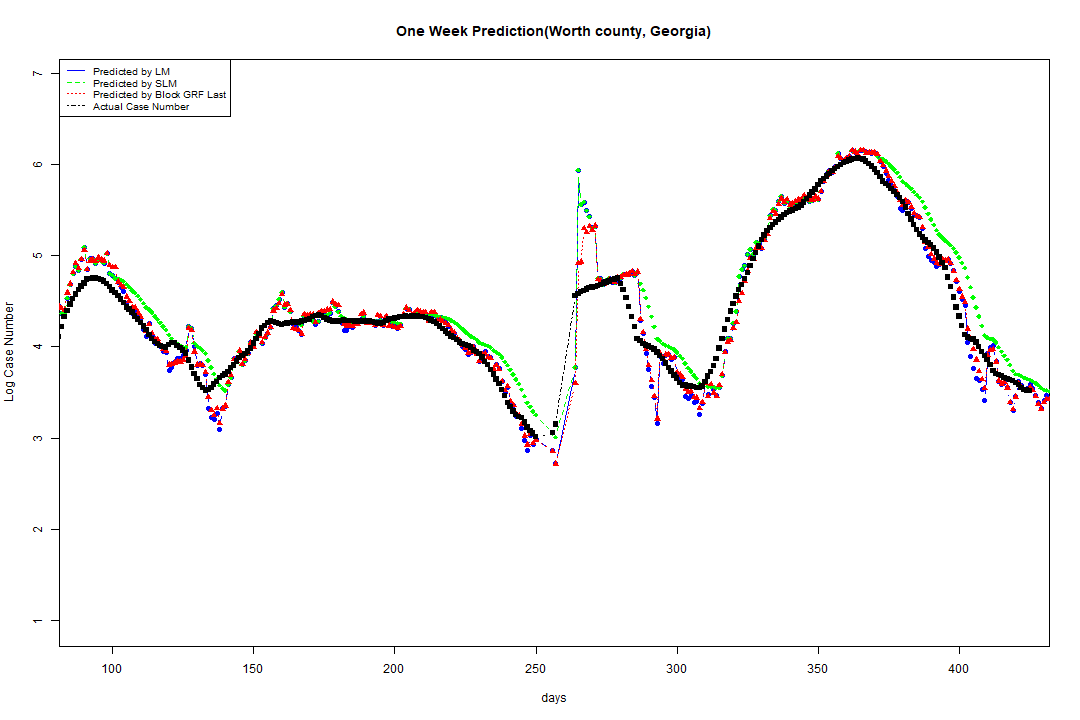 One Week Prediction(Worth county, Georgia)
Predicted by LM
Predicted by SLM
Predicted by Block GRF Last
Actual Case Number
7
6
5
4
3
2
1
Log Case Number
100 150 200 250 300 350 400
days